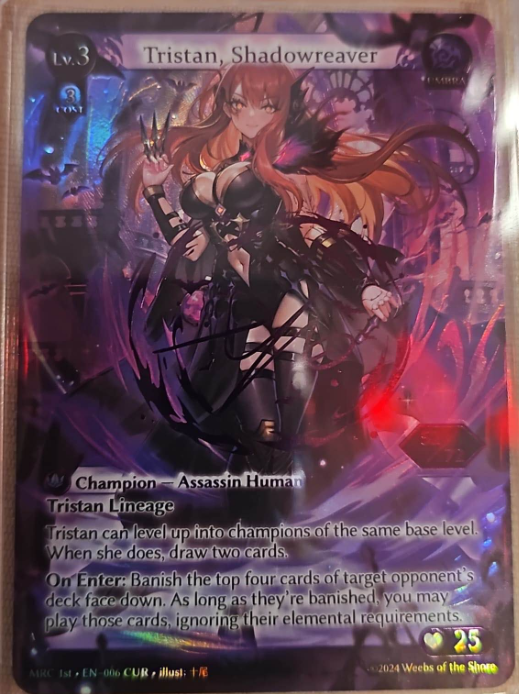 Lv.3
Tristan, Shadowreaver
UMBRA
3
COST
72
Champion — Assassin Human
Tristan Lineage
Tristan can level up into champions of the same base level.
When she does, draw two cards.
On Enter: Banish the top four cards of target opponent's
deck face down. As long as they're banished, you may
play those cards, ignoring their elemental requirements.
25
MRC 1st • EN-006 CUR • illust: 十尾
©2024 Weebs of the Shore